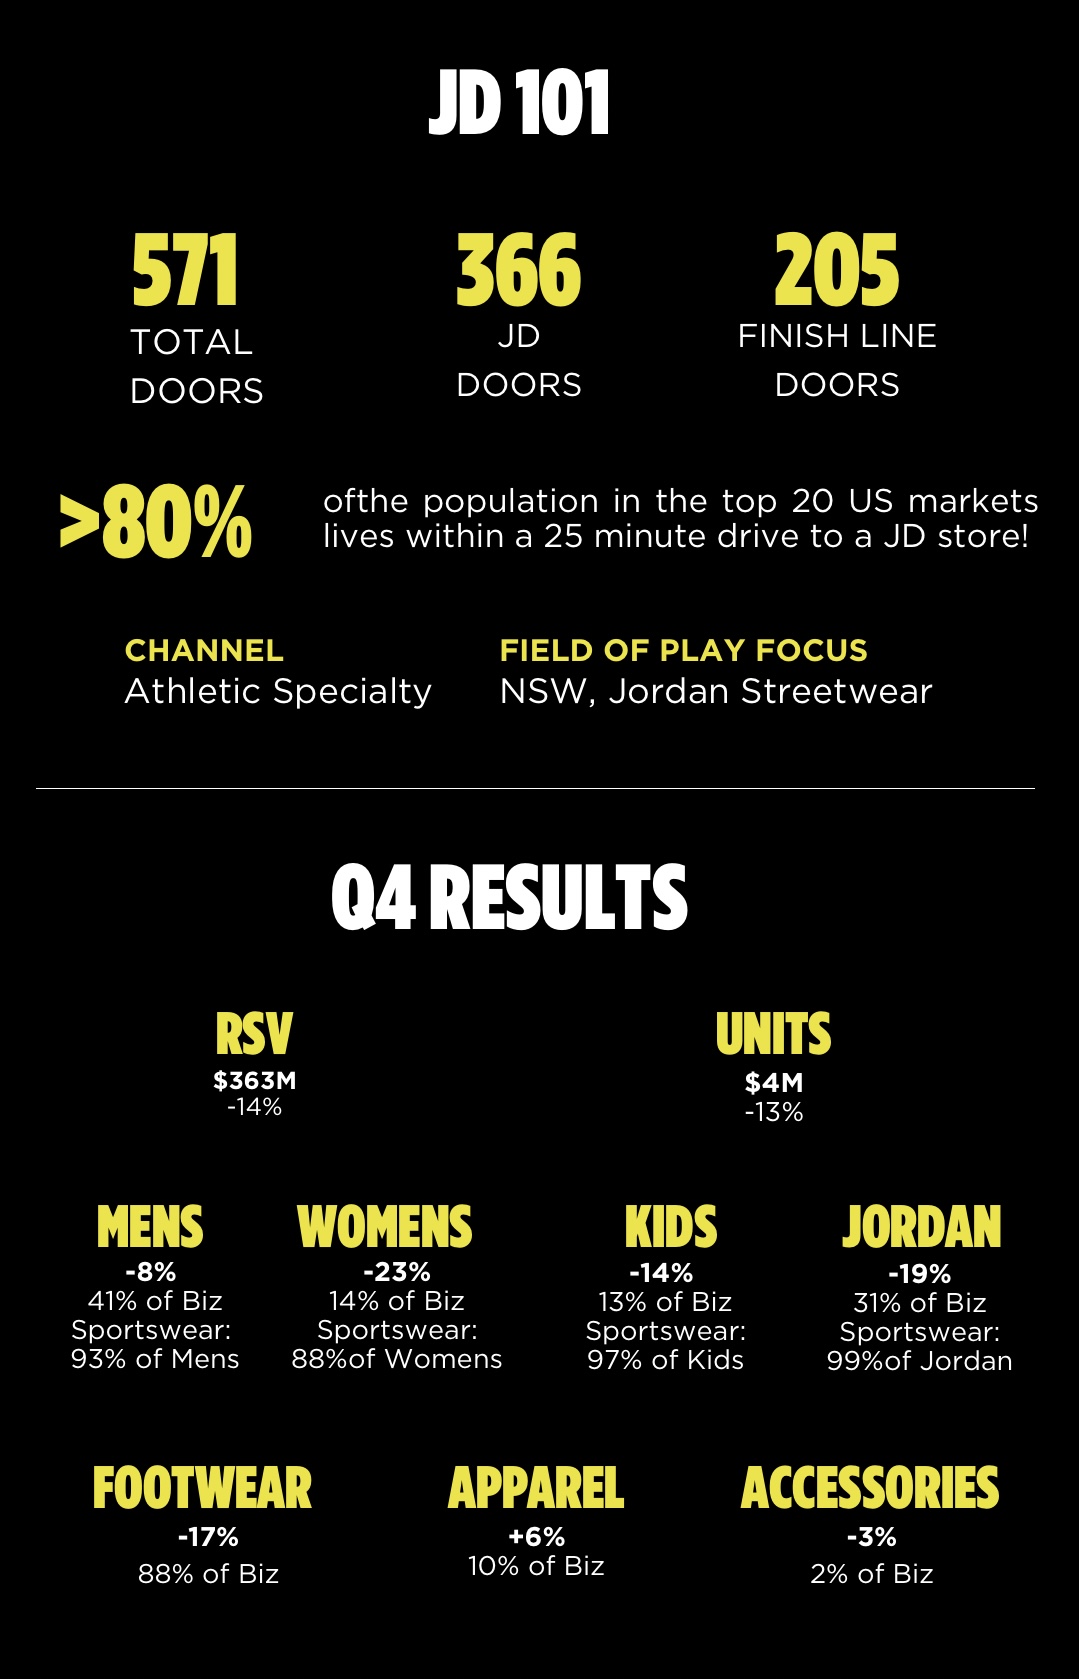 JD 101
571
TOTAL
DOORS
366
JD
DOORS
205
FINISH LINE
DOORS
>80%
ofthe population in the top 20 US markets
lives within a 25 minute drive to a JD store!
CHANNEL
Athletic Specialty
FIELD OF PLAY FOCUS
NSW, Jordan Streetwear
Q4 RESULTS
RSV
$363M
-14%
UNITS
$4M
-13%
MENS
-8%
41% of Biz
Sportswear:
93% of Mens
WOMENS
-23%
14% of Biz
Sportswear:
88%of Womens
KIDS
-14%
13% of Biz
Sportswear:
97% of Kids
JORDAN
-19%
31% of Biz
Sportswear:
99%of Jordan
FOOTWEAR
-17%
88% of Biz
APPAREL
+6%
10% of Biz
ACCESSORIES
-3%
2% of Biz